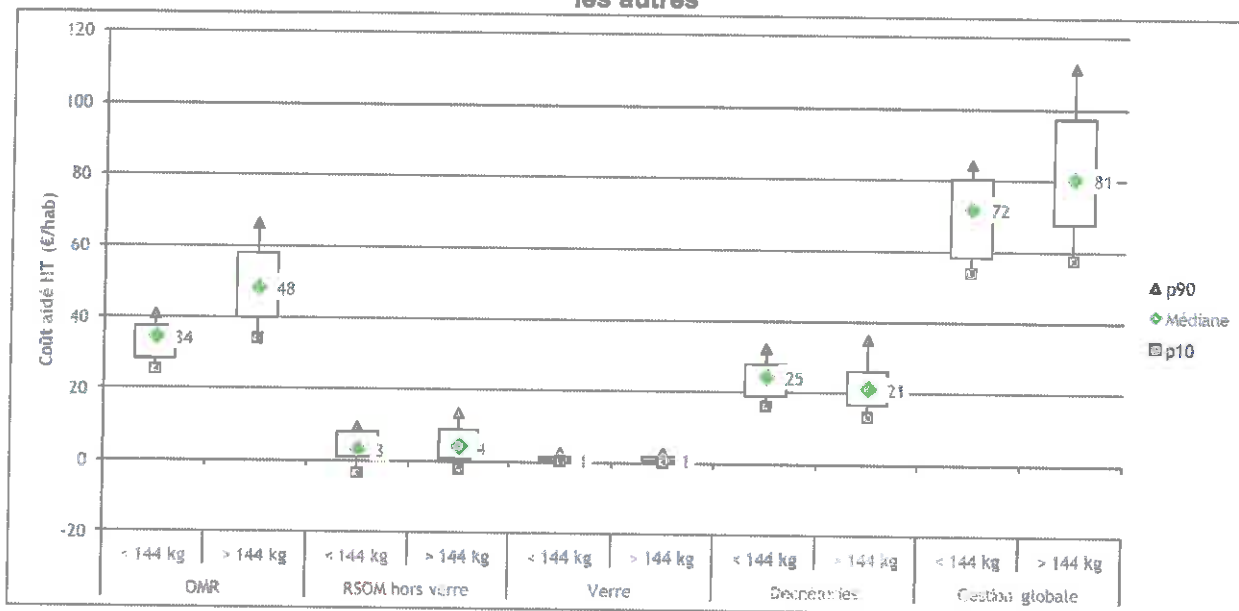 les autres
120
100
80
60
40
20
0
-20
Coût aidé HT (€/hab)
34
48
3
4
1
1
25
21
72
81
p90
Médiane
p10
< 144 kg
> 144 kg
< 144 kg
> 144 kg
< 144 kg
> 144 kg
< 144 kg
> 144 kg
< 144 kg
> 144 kg
OMR
RSOM hors verre
Verre
Déchèteries
Gestion globale